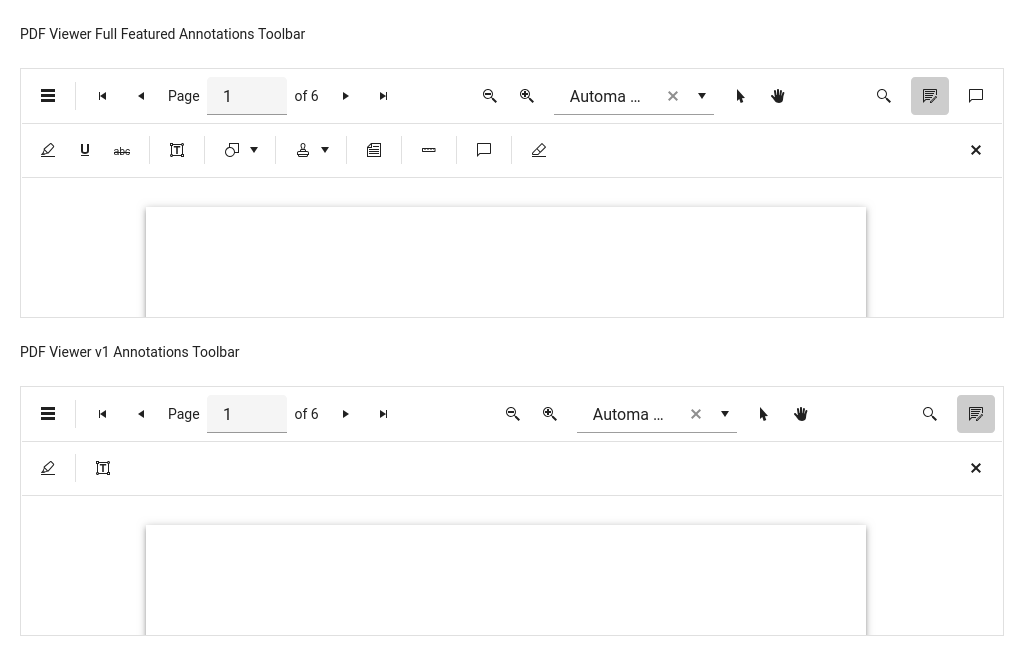 PDF Viewer Full Featured Annotations Toolbar
Page 1 of 6 Automa ...
U abc T
PDF Viewer v1 Annotations Toolbar
Page 1 of 6 Automa ...
T